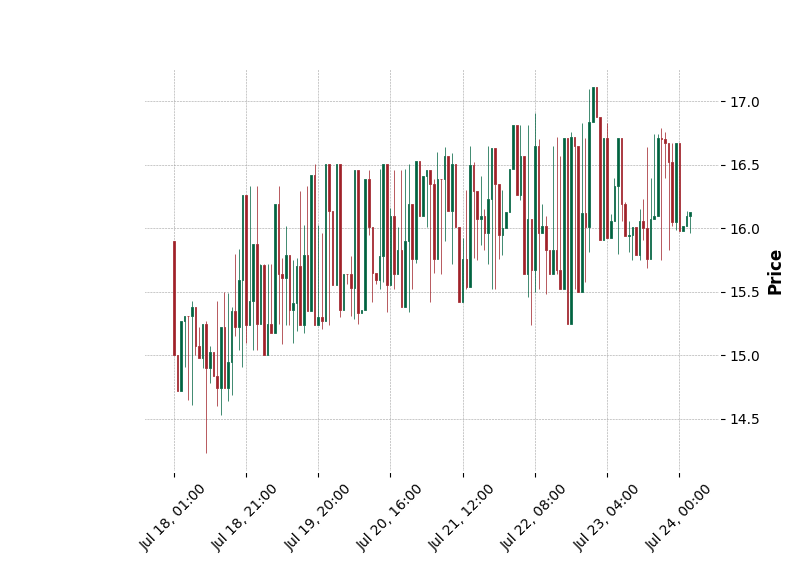 17.0
16.5
16.0
15.5
15.0
14.5
Price
Jul 18, 01:00
Jul 18, 21:00
Jul 19, 20:00
Jul 20, 16:00
Jul 21, 12:00
Jul 22, 08:00
Jul 23, 04:00
Jul 24, 00:00